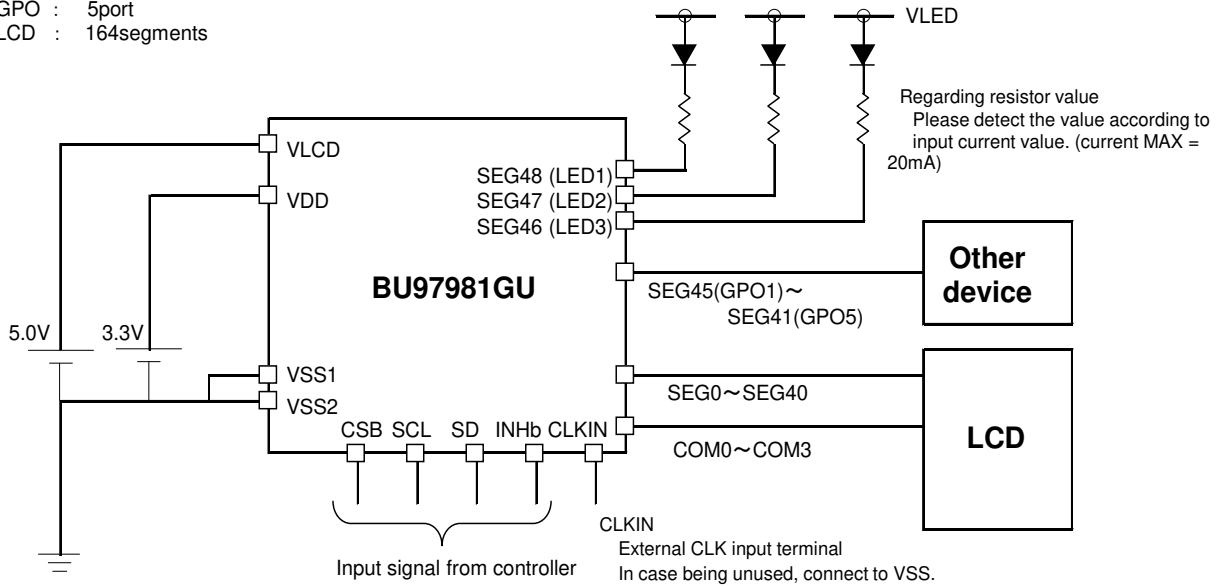 GPO : 5port
LCD : 164segments
VLED
Regarding resistor value
Please detect the value according to
input current value. (current MAX =
20mA)
VLCD
VDD
SEG48 (LED1)
SEG47 (LED2)
SEG46 (LED3)
BU97981GU
Other
device
SEG45(GPO1)~
SEG41(GPO5)
5.0V
3.3V
VSS1
VSS2
SEG0~SEG40
LCD
COM0~COM3
CSB SCL SD INHb CLKIN
CLKIN
External CLK input terminal
Input signal from controller
In case being unused, connect to VSS.